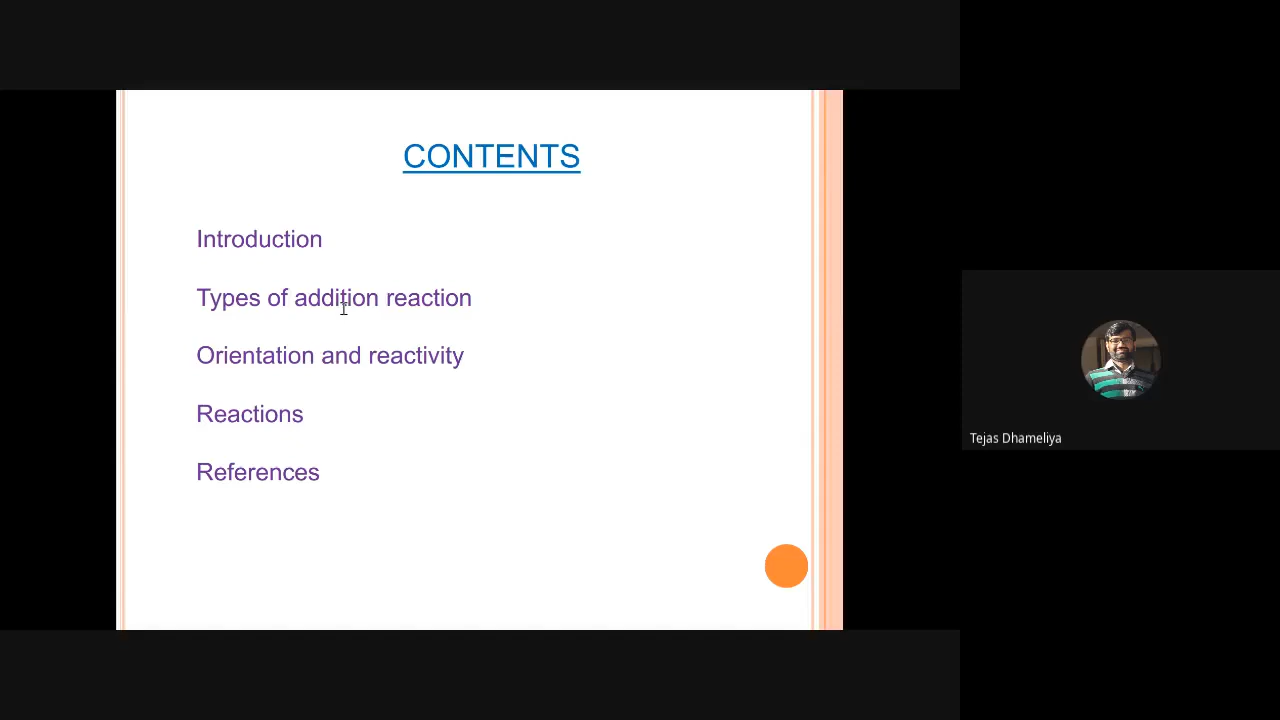 CONTENTS
Introduction
Types of addition reaction
Orientation and reactivity
Reactions
References
Tejas Dhameliya